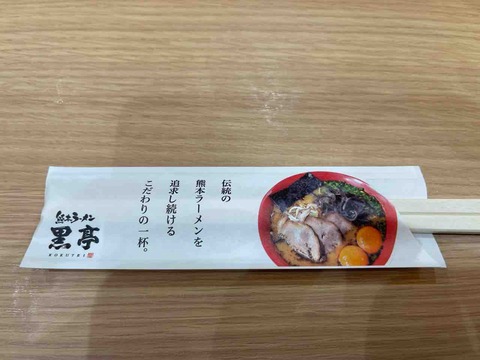 伝統の
熊本ラーメンを
追求し続ける
こだわりの一杯。
熊本ラーメン
黒亭
KOKUTEI